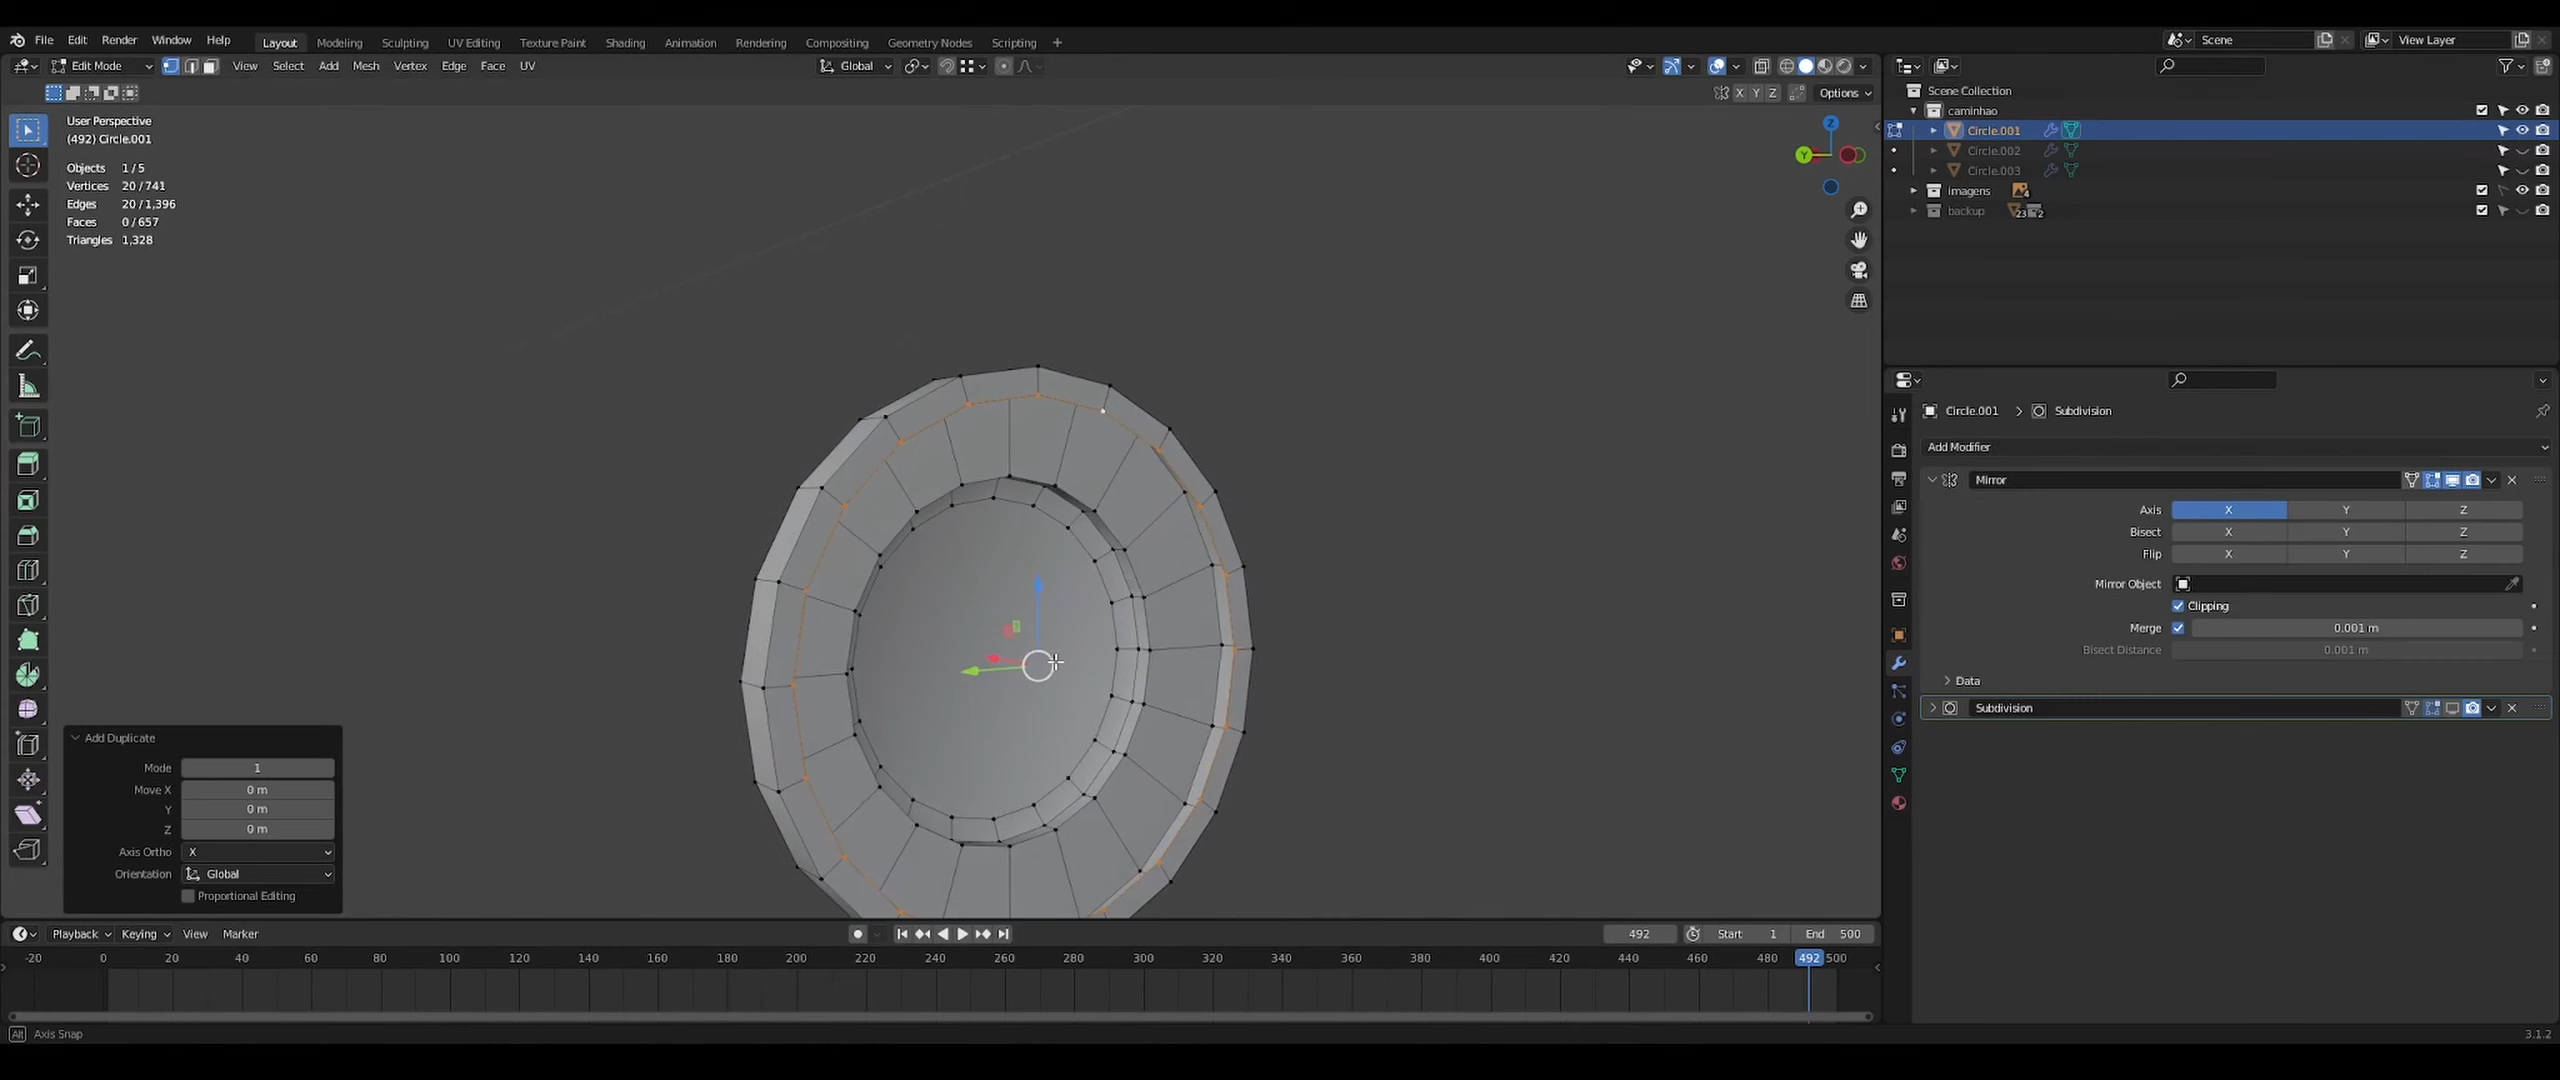 File Edit Render Window Help Layout Modeling Sculpting UV Editing Texture Paint Shading Animation Rendering Compositing Geometry Nodes Scripting + Scene View Layer
Edit Mode View Select Add Mesh Vertex Edge Face UV Global
X Y Z Options
User Perspective
(492) Circle.001
Objects 1 / 5
Vertices 20 / 741
Edges 20 / 1,396
Faces 0 / 657
Triangles 1,328
Z
Y
Add Duplicate
Mode 1
Move X 0 m
Y 0 m
Z 0 m
Axis Ortho X
Orientation Global
Proportional Editing
Playback Keying View Marker 492 Start 1 End 500
-20 0 20 40 60 80 100 120 140 160 180 200 220 240 260 280 300 320 340 360 380 400 420 440 460 480 492 500
Alt Axis Snap 3.1.2
Scene Collection
caminhao
Circle.001
Circle.002
Circle.003
imagens 4
backup 23 2
Circle.001 > Subdivision
Add Modifier
Mirror
Axis X Y Z
Bisect X Y Z
Flip X Y Z
Mirror Object
Clipping
Merge 0.001 m
Bisect Distance 0.001 m
Data
Subdivision